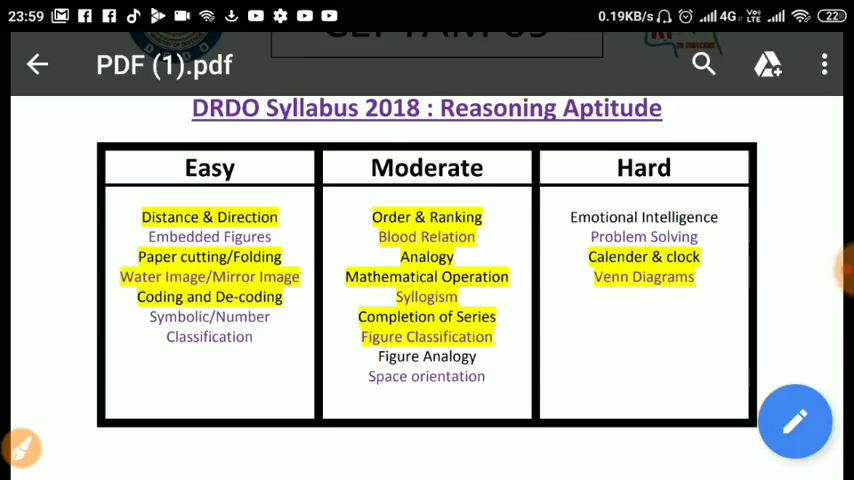 23:59
0.19KB/s
4G
Vo)
LTE
22
PDF (1).pdf
DRDO Syllabus 2018 : Reasoning Aptitude
Easy
Distance & Direction
Embedded Figures
Paper cutting/Folding
Water Image/Mirror Image
Coding and De-coding
Symbolic/Number
Classification
Moderate
Order & Ranking
Blood Relation
Analogy
Mathematical Operation
Syllogism
Completion of Series
Figure Classification
Figure Analogy
Space orientation
Hard
Emotional Intelligence
Problem Solving
Calender & clock
Venn Diagrams